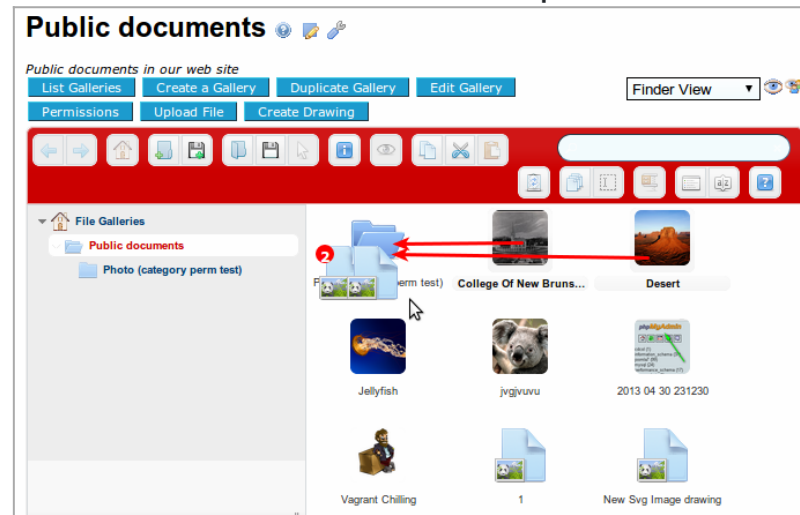 Public documents
Public documents in our web site
List Galleries Create a Gallery Duplicate Gallery Edit Gallery
Finder View
Permissions Upload File Create Drawing
File Galleries
Public documents
Photo (category perm test)
2
P erm test) College Of New Bruns... Desert
phpMyAdmin
Jellyfish jvgjvuvu 2013 04 30 231230
Vagrant Chilling 1 New Svg Image drawing